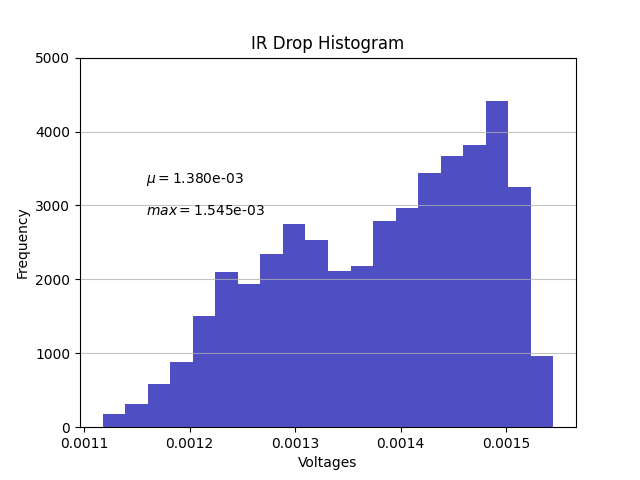 IR Drop Histogram
5000
4000
3000
2000
1000
0
Frequency
μ = 1.380e-03
max = 1.545e-03
0.0011 0.0012 0.0013 0.0014 0.0015
Voltages